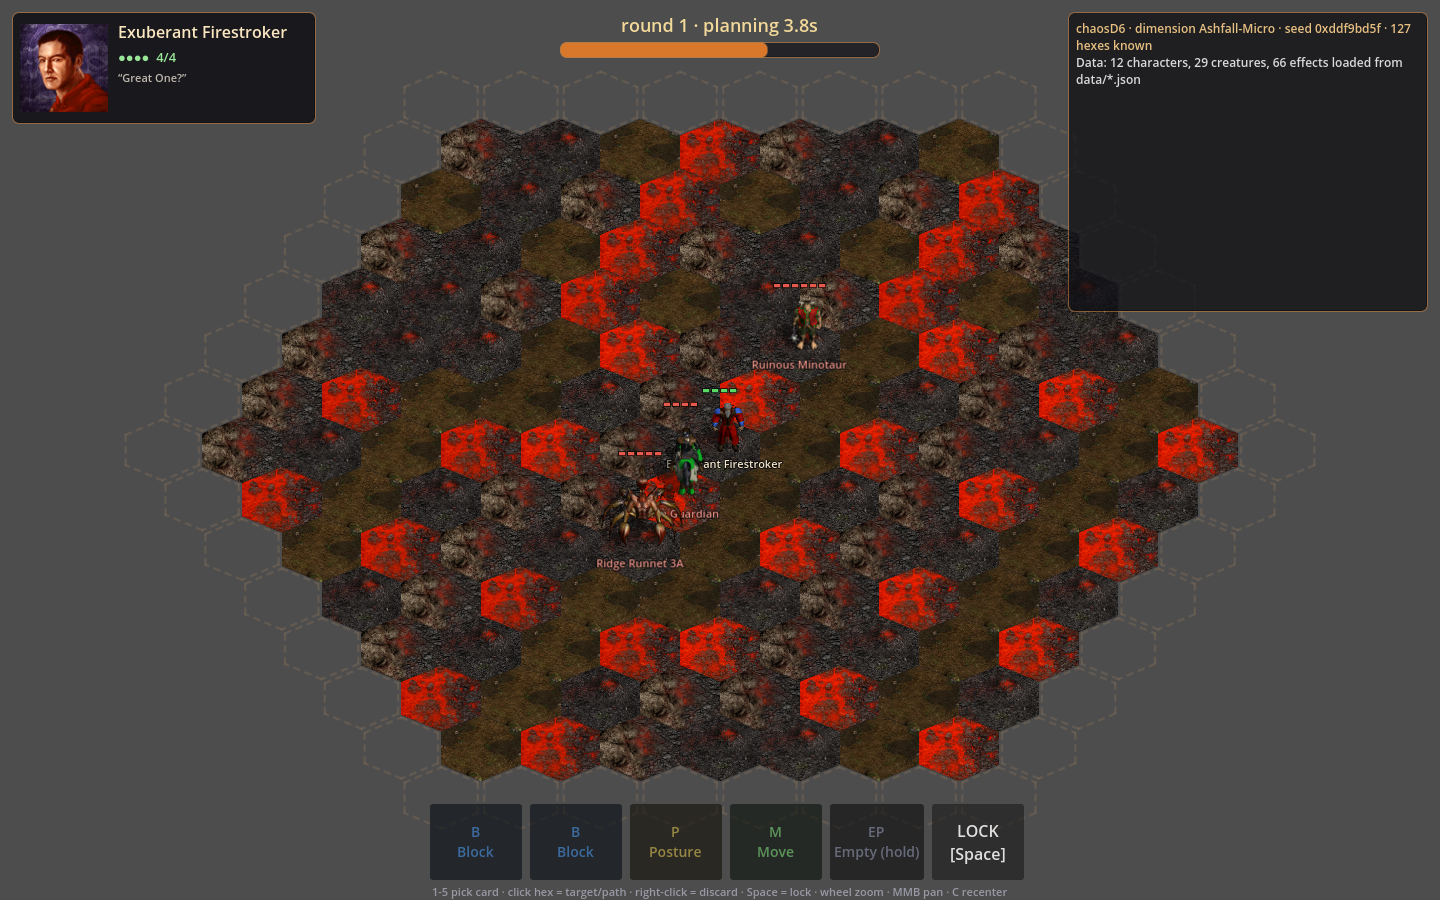 Exuberant Firestroker
4/4
“Great One?”
round 1 · planning 3.8s
chaosD6 · dimension Ashfall-Micro · seed 0xddf9bd5f · 127
hexes known
Data: 12 characters, 29 creatures, 66 effects loaded from
data/*.json
Ruinous Minotaur
ant Firestroker
Guardian
Ridge Runnet 3A
B
Block
B
Block
P
Posture
M
Move
EP
Empty (hold)
LOCK
[Space]
1-5 pick card · click hex = target/path · right-click = discard · Space = lock · wheel zoom · MMB pan · C recenter